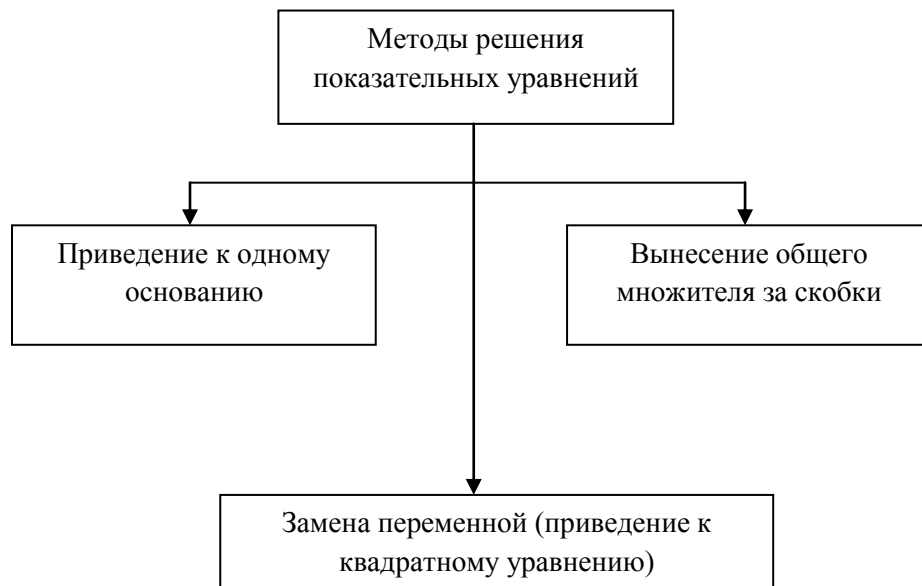 Методы решения
показательных уравнений
Приведение к одному
основанию
Вынесение общего
множителя за скобки
Замена переменной (приведение к
квадратному уравнению)